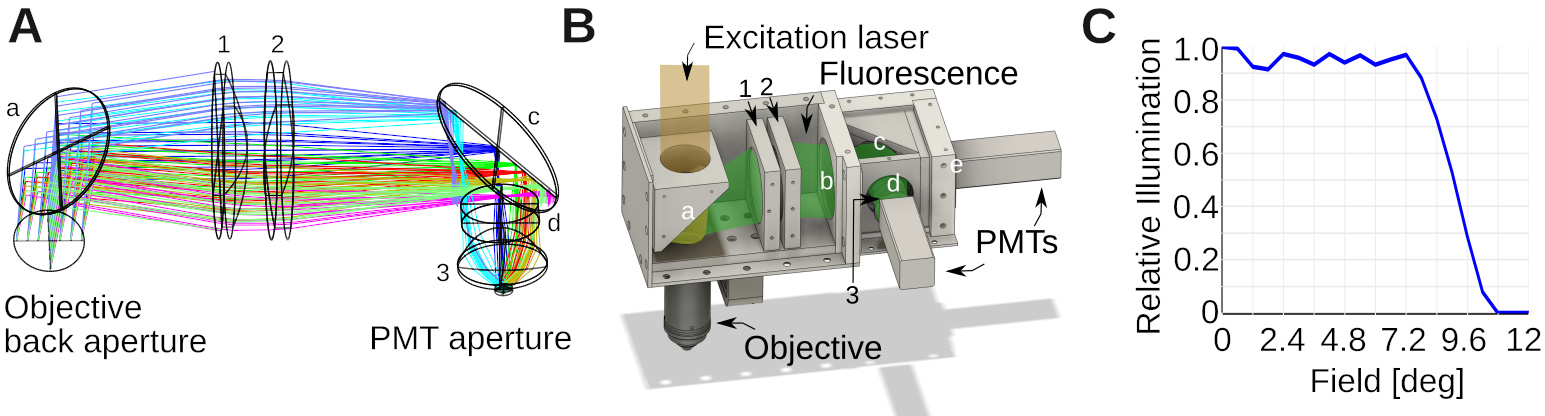 A
1
2
a
c
d
3
Objective
back aperture
PMT aperture
B
Excitation laser
Fluorescence
1
2
c
e
b
d
a
PMTs
3
Objective
C
Relative Illumination
1.0
0.8
0.6
0.4
0.2
0
0 2.4 4.8 7.2 9.6 12
Field [deg]